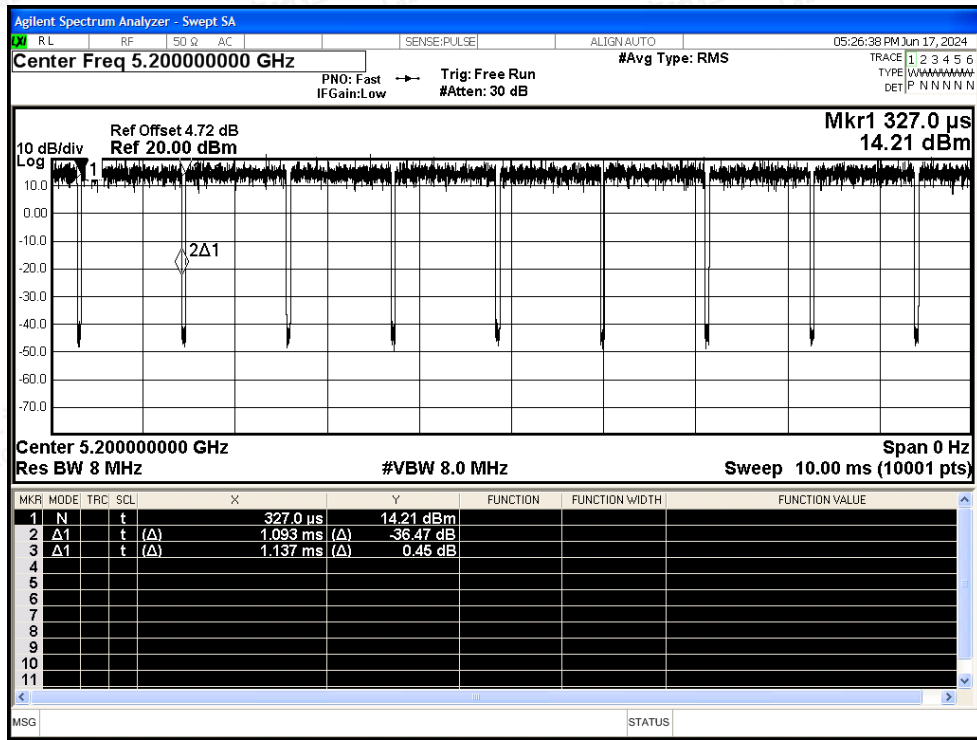 Agilent Spectrum Analyzer - Swept SA
LXI RL RF 50 Ω AC SENSE:PULSE ALIGN AUTO 05:26:38 PM Jun 17, 2024
Center Freq 5.200000000 GHz #Avg Type: RMS TRACE 1 2 3 4 5 6
PNO: Fast Trig: Free Run TYPE W
IFGain:Low #Atten: 30 dB DET P N N N N N
Mkr1 327.0 µs
Ref Offset 4.72 dB
10 dB/div Ref 20.00 dBm 14.21 dBm
Log
1
10.0
0.00
2Δ1
-10.0
-20.0
-30.0
-40.0
-50.0
-60.0
-70.0
Center 5.200000000 GHz Span 0 Hz
Res BW 8 MHz #VBW 8.0 MHz Sweep 10.00 ms (10001 pts)
MKR MODE TRC SCL X Y FUNCTION FUNCTION WIDTH FUNCTION VALUE
1 N t 327.0 µs 14.21 dBm
2 Δ1 t (Δ) 1.093 ms (Δ) -36.47 dB
3 Δ1 t (Δ) 1.137 ms (Δ) 0.45 dB
4
5
6
7
8
9
10
11
MSG STATUS